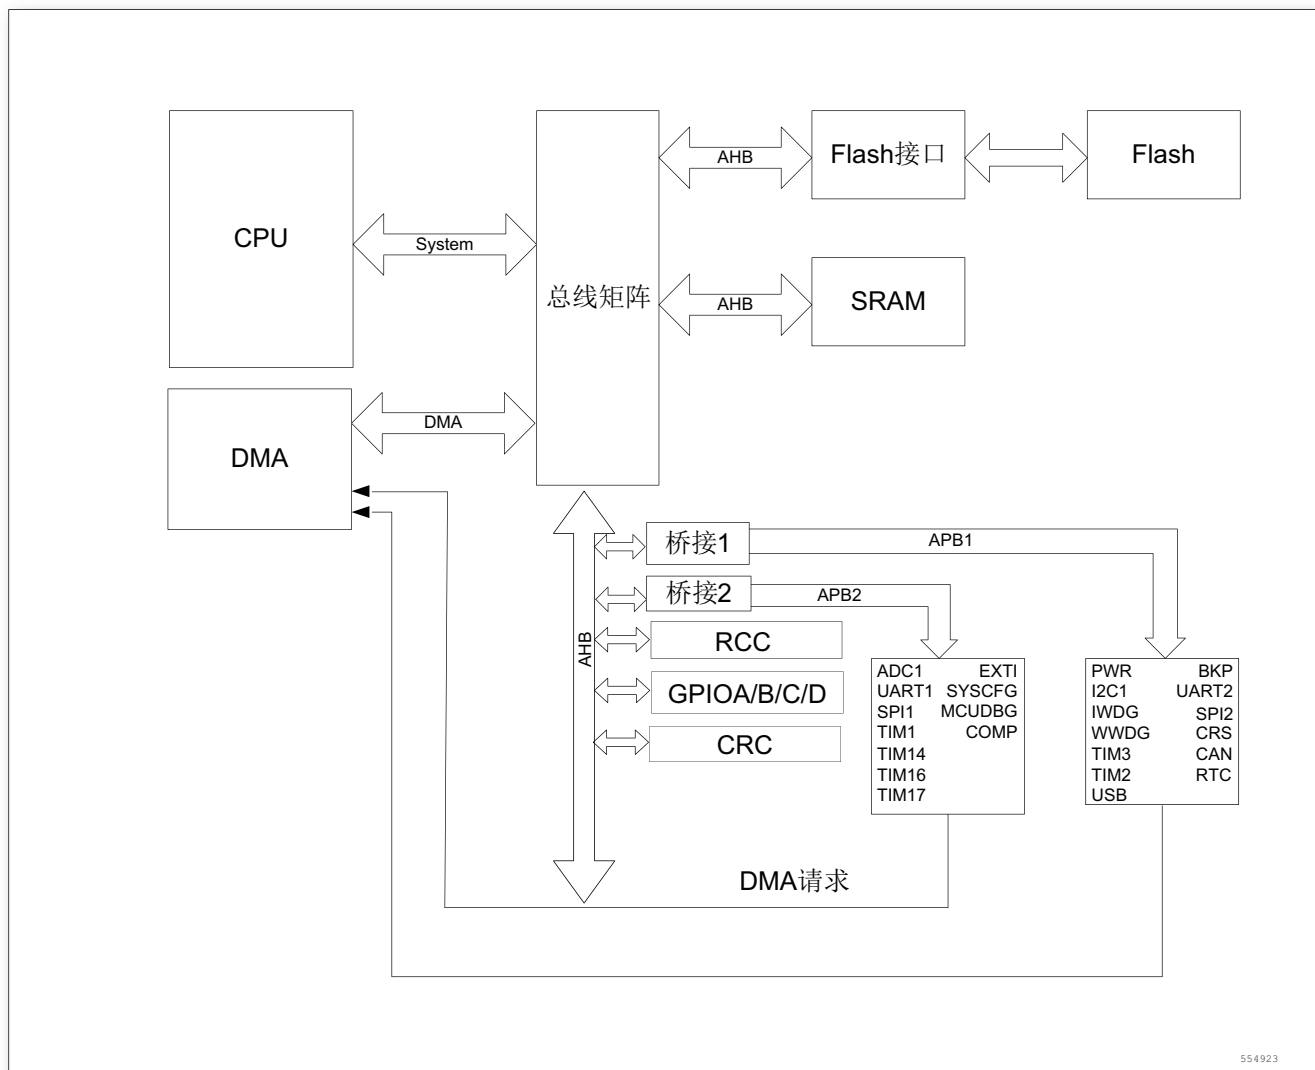 CPU
System
总线矩阵
AHB
Flash接口
Flash
AHB
SRAM
DMA
DMA
桥接1
APB1
桥接2
APB2
AHB
RCC
GPIOA/B/C/D
CRC
ADC1 EXTI
UART1 SYSCFG
SPI1 MCUDBG
TIM1 COMP
TIM14
TIM16
TIM17
PWR BKP
I2C1 UART2
IWDG SPI2
WWDG CRS
TIM3 CAN
TIM2 RTC
USB
DMA请求
554923